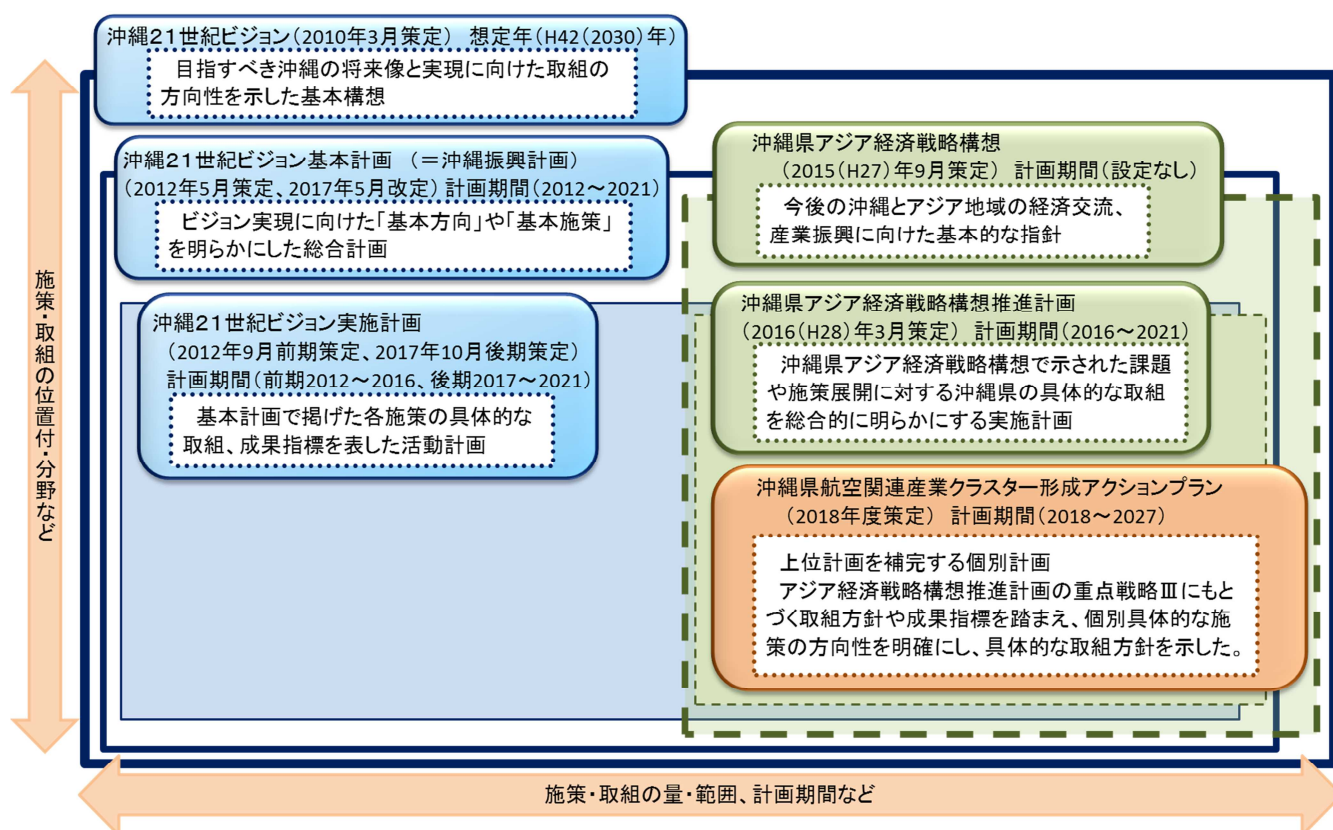 沖縄21世紀ビジョン(2010年3月策定) 想定年(H42(2030)年)
目指すべき沖縄の将来像と実現に向けた取組の
方向性を示した基本構想
沖縄21世紀ビジョン基本計画 (=沖縄振興計画)
(2012年5月策定、2017年5月改定) 計画期間(2012～2021)
ビジョン実現に向けた「基本方向」や「基本施策」
を明らかにした総合計画
沖縄21世紀ビジョン実施計画
(2012年9月前期策定、2017年10月後期策定)
計画期間(前期2012～2016、後期2017～2021)
基本計画で掲げた各施策の具体的な
取組、成果指標を表した活動計画
沖縄県アジア経済戦略構想
(2015(H27)年9月策定) 計画期間(設定なし)
今後の沖縄とアジア地域の経済交流、
産業振興に向けた基本的な指針
沖縄県アジア経済戦略構想推進計画
(2016(H28)年3月策定) 計画期間(2016～2021)
沖縄県アジア経済戦略構想で示された課題
や施策展開に対する沖縄県の具体的な取組
を総合的に明らかにする実施計画
沖縄県航空関連産業クラスター形成アクションプラン
(2018年度策定) 計画期間(2018～2027)
上位計画を補完する個別計画
アジア経済戦略構想推進計画の重点戦略Ⅲにもと
づく取組方針や成果指標を踏まえ、個別具体的な施
策の方向性を明確にし、具体的な取組方針を示した。
施策・取組の位置付・分野など
施策・取組の量・範囲、計画期間など